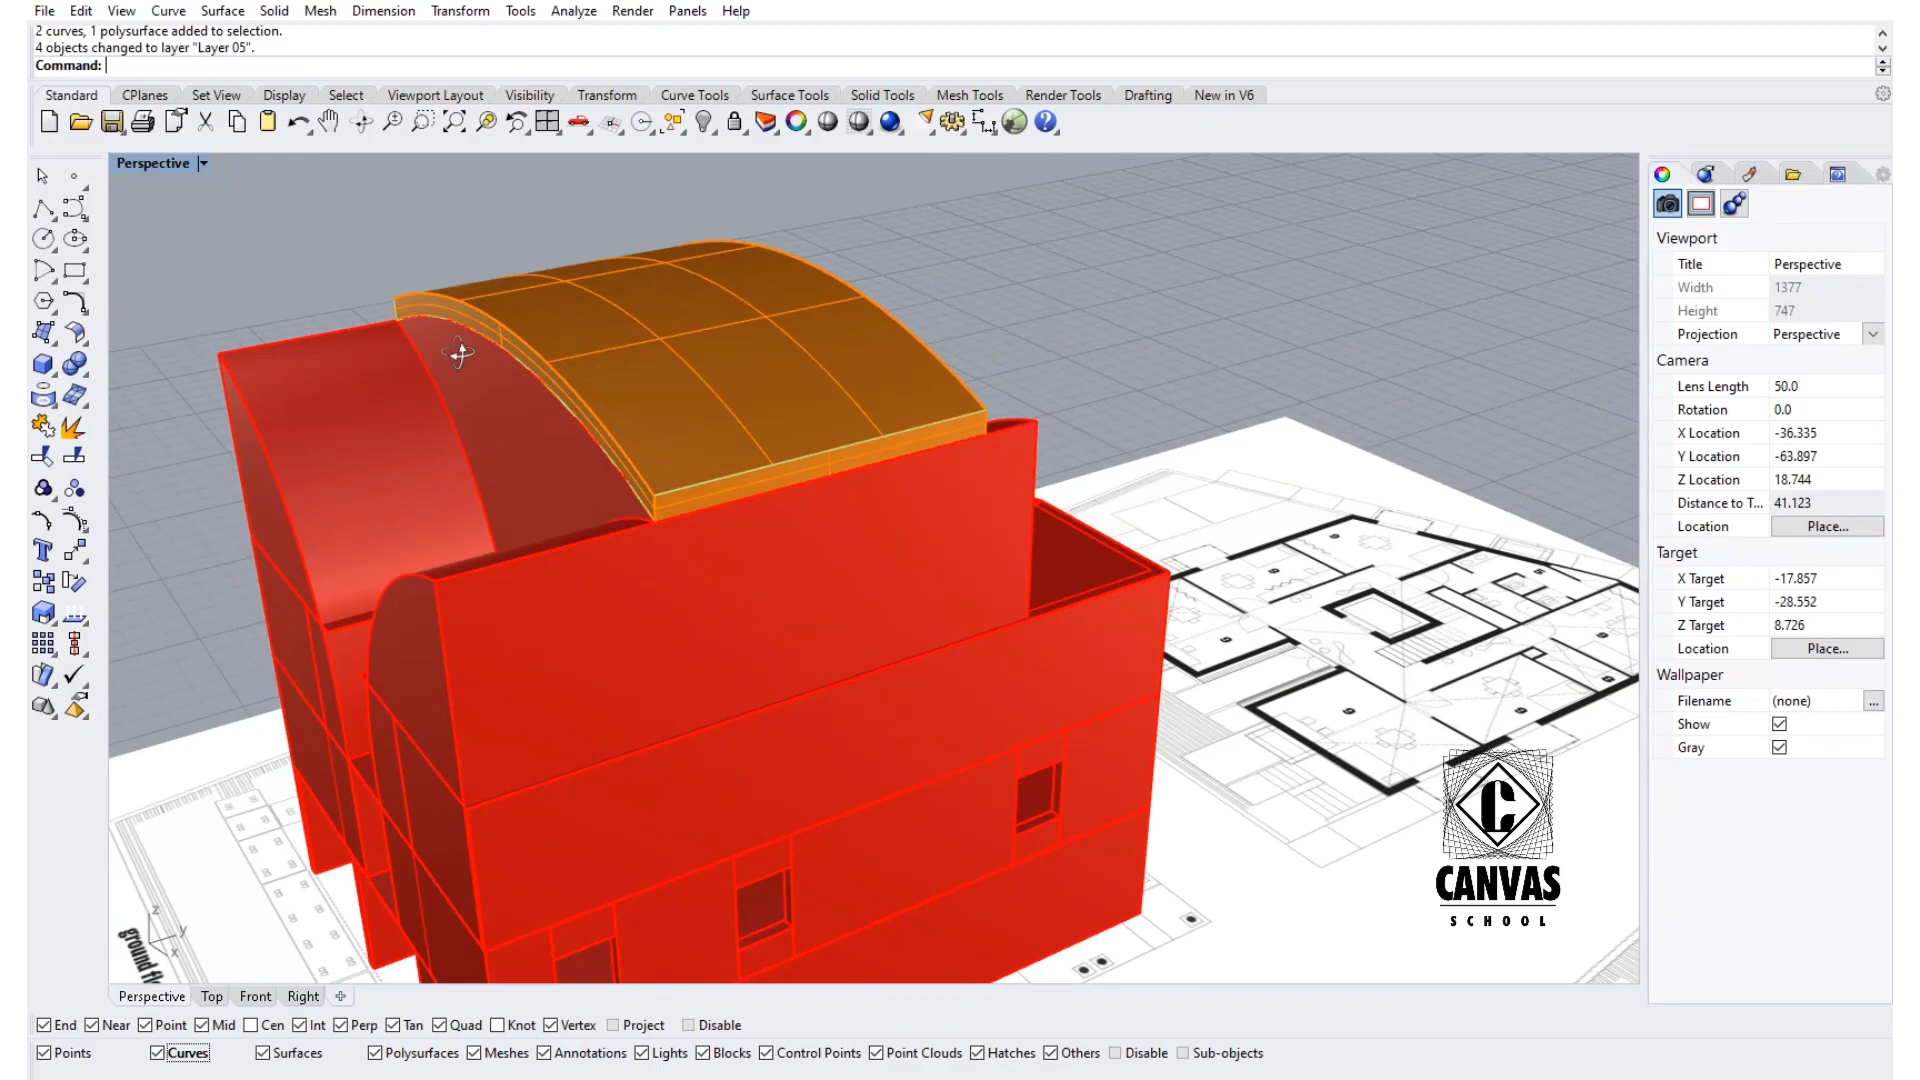 File Edit View Curve Surface Solid Mesh Dimension Transform Tools Analyze Render Panels Help
2 curves, 1 polysurface added to selection.
4 objects changed to layer "Layer 05".
Command:
Standard CPlanes Set View Display Select Viewport Layout Visibility Transform Curve Tools Surface Tools Solid Tools Mesh Tools Render Tools Drafting New in V6
Perspective
Viewport
Title Perspective
Width 1377
Height 747
Projection Perspective
Camera
Lens Length 50.0
Rotation 0.0
X Location -36.335
Y Location -63.897
Z Location 18.744
Distance to T... 41.123
Location Place...
Target
X Target -17.857
Y Target -28.552
Z Target 8.726
Location Place...
Wallpaper
Filename (none) ...
Show
Gray
CANVAS
SCHOOL
z
y
x
ground fl
Perspective Top Front Right
End Near Point Mid Cen Int Perp Tan Quad Knot Vertex Project Disable
Points Curves Surfaces Polysurfaces Meshes Annotations Lights Blocks Control Points Point Clouds Hatches Others Disable Sub-objects